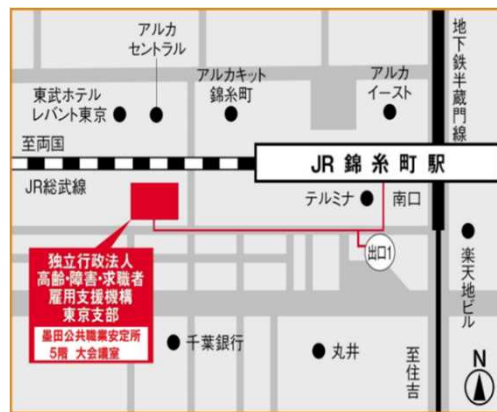 アルカ
セントラル
東武ホテル
レバント東京
アルカキット
錦糸町
アルカ
イースト
地下鉄半蔵門線
至両国
JR錦糸町駅
JR総武線
テルミナ
南口
出口1
楽天地ビル
独立行政法人
高齢・障害・求職者
雇用支援機構
東京支部
墨田公共職業安定所
5階 大会議室
千葉銀行
丸井
至住吉
N